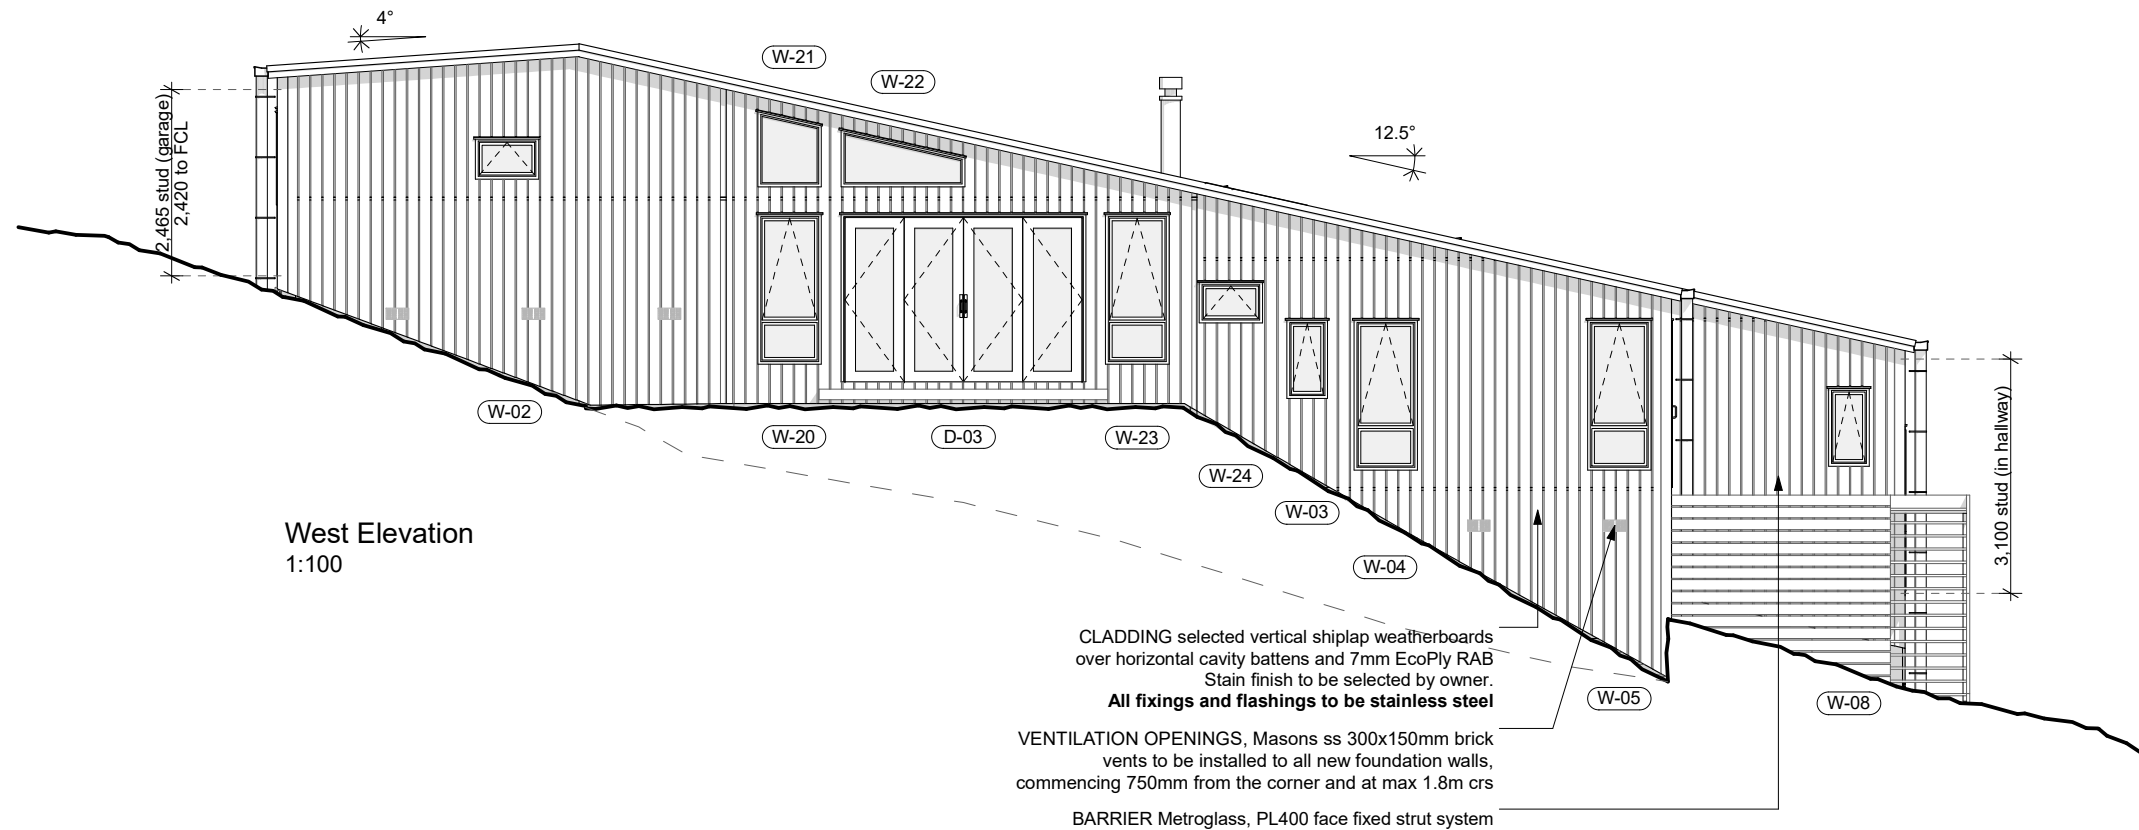 4°
W-21
W-22
12.5°
2,465 stud (garage)
2,420 to FCL
W-02
W-20
D-03
W-23
W-24
W-03
W-04
W-05
W-08
3,100 stud (in hallway)
West Elevation
1:100
CLADDING selected vertical shiplap weatherboards
over horizontal cavity battens and 7mm EcoPly RAB
Stain finish to be selected by owner.
All fixings and flashings to be stainless steel
VENTILATION OPENINGS, Masons ss 300x150mm brick
vents to be installed to all new foundation walls,
commencing 750mm from the corner and at max 1.8m crs
BARRIER Metroglass, PL400 face fixed strut system